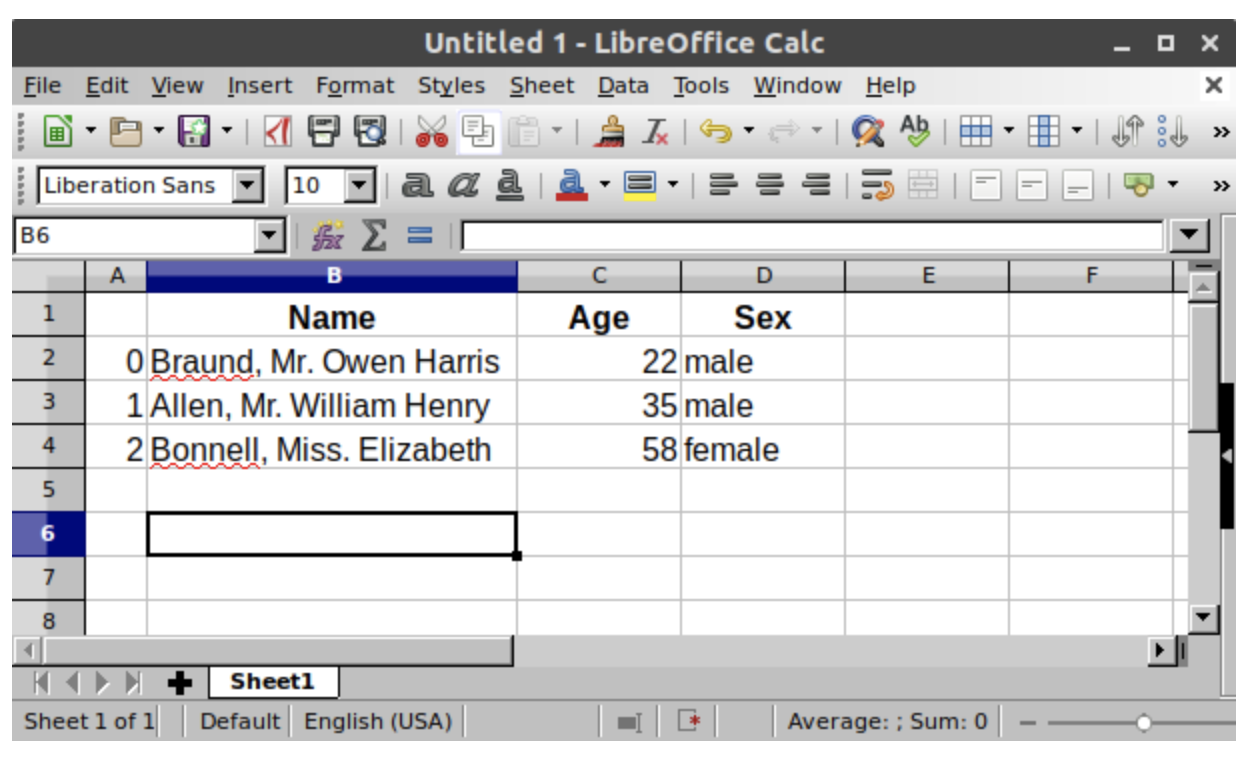 Untitled 1 - LibreOffice Calc
File Edit View Insert Format Styles Sheet Data Tools Window Help
Ab
Liberation Sans 10 a a a a
B6 fx Σ =
A B C D E F
1 Name Age Sex
2 0 Braund, Mr. Owen Harris 22 male
3 1 Allen, Mr. William Henry 35 male
4 2 Bonnell, Miss. Elizabeth 58 female
5
6
7
8
Sheet1
Sheet 1 of 1 Default English (USA) Average: ; Sum: 0